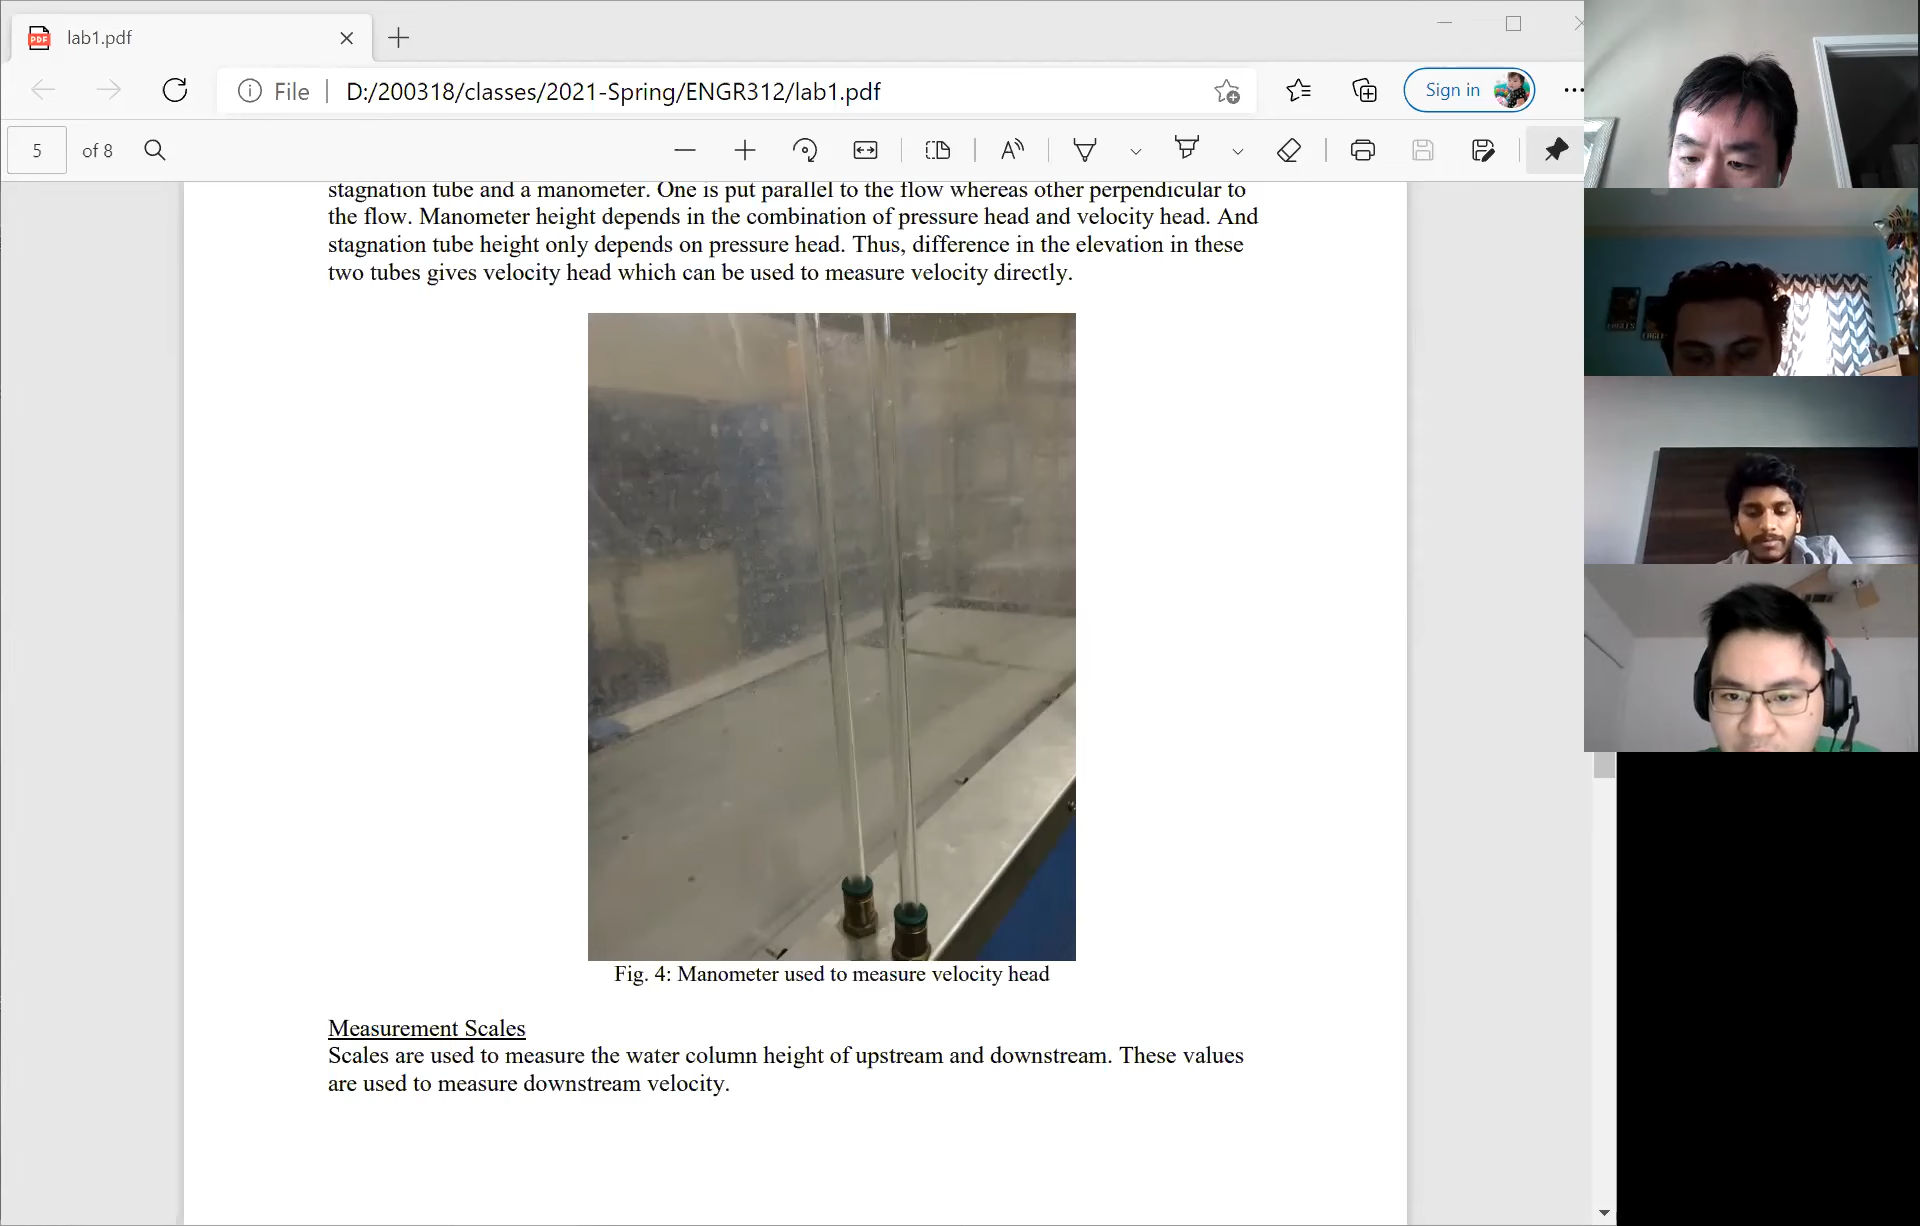 lab1.pdf
File
D:/200318/classes/2021-Spring/ENGR312/lab1.pdf
Sign in
5 of 8
stagnation tube and a manometer. One is put parallel to the flow whereas other perpendicular to
the flow. Manometer height depends in the combination of pressure head and velocity head. And
stagnation tube height only depends on pressure head. Thus, difference in the elevation in these
two tubes gives velocity head which can be used to measure velocity directly.
Fig. 4: Manometer used to measure velocity head
Measurement Scales
Scales are used to measure the water column height of upstream and downstream. These values
are used to measure downstream velocity.